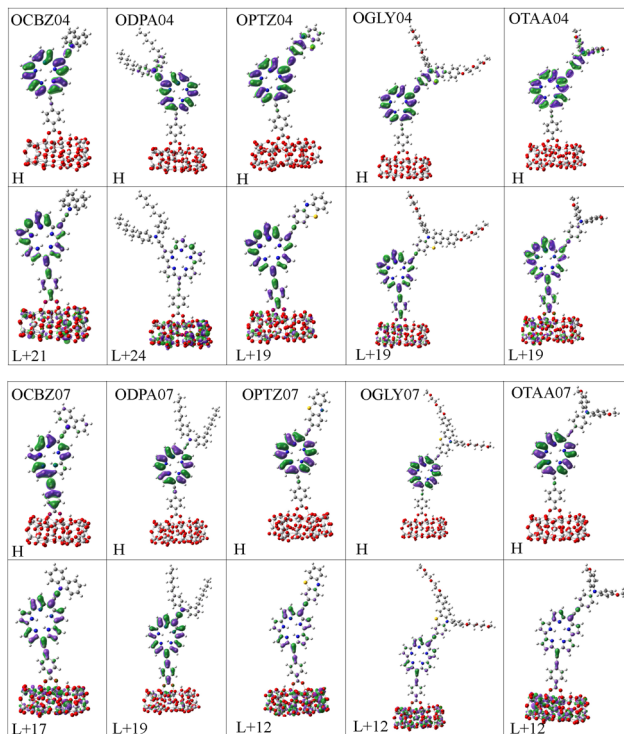 OCBZ04 ODPA04 OPTZ04 OGLY04 OTAA04
H H H H H
L+21 L+24 L+19 L+19 L+19
OCBZ07 ODPA07 OPTZ07 OGLY07 OTAA07
H H H H H
L+17 L+19 L+12 L+12 L+12